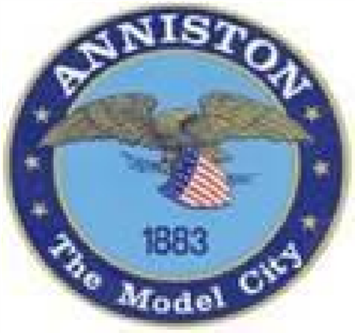 ANNISTON
1883
The Model City